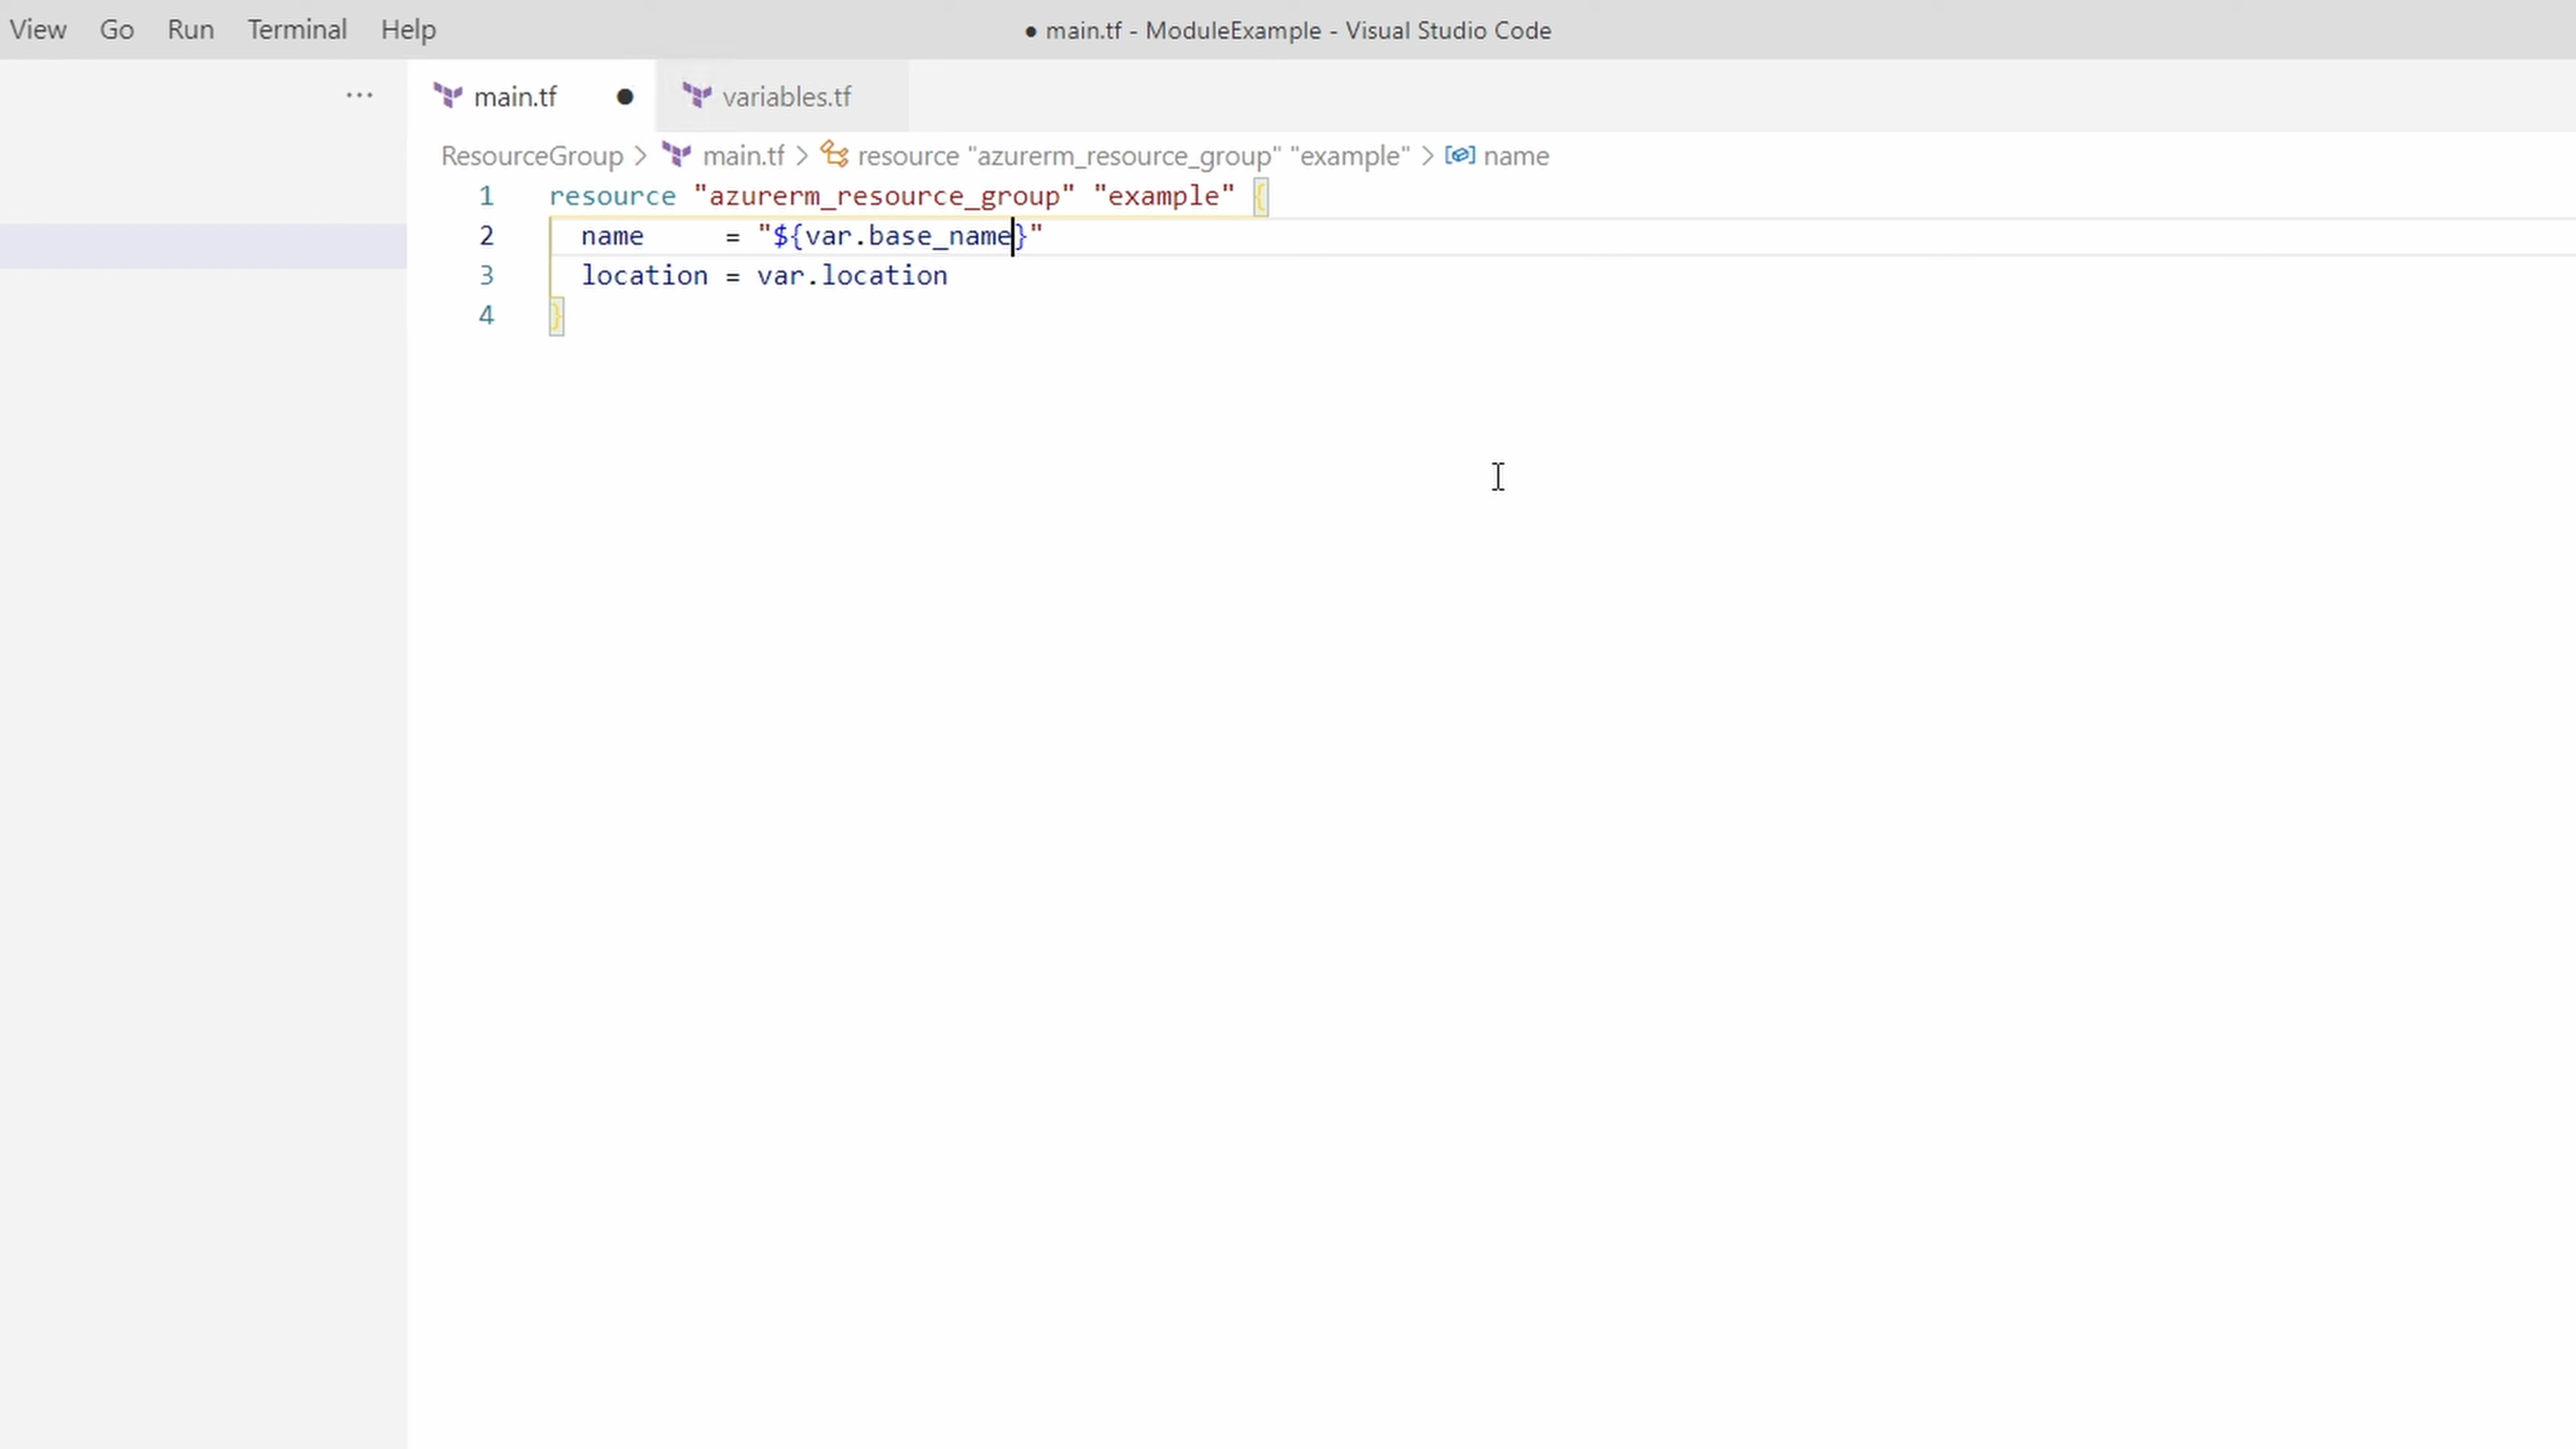 View Go Run Terminal Help ● main.tf - ModuleExample - Visual Studio Code
main.tf ● variables.tf
ResourceGroup > main.tf > resource "azurerm_resource_group" "example" > name
1 resource "azurerm_resource_group" "example" {
2 name = "${var.base_name}"
3 location = var.location
4 }